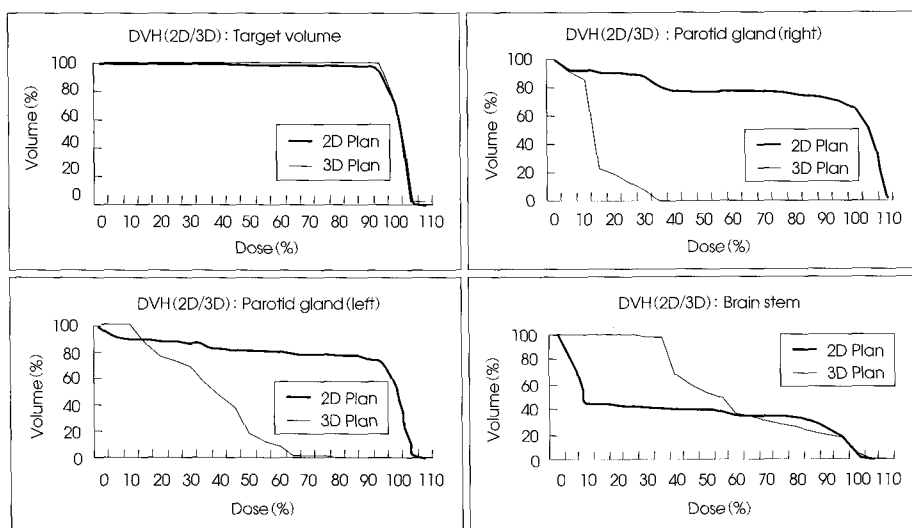 DVH(2D/3D): Target volume
Volume (%)
100
80
60
40
20
0
2D Plan
3D Plan
0 10 20 30 40 50 60 70 80 90 100 110
Dose (%)
DVH(2D/3D): Parotid gland (right)
Volume (%)
100
80
60
40
20
0
2D Plan
3D Plan
0 10 20 30 40 50 60 70 80 90 100 110
Dose (%)
DVH(2D/3D): Parotid gland (left)
Volume (%)
100
80
60
40
20
0
2D Plan
3D Plan
0 10 20 30 40 50 60 70 80 90 100 110
Dose (%)
DVH(2D/3D): Brain stem
Volume (%)
100
80
60
40
20
0
2D Plan
3D Plan
0 10 20 30 40 50 60 70 80 90 100 110
Dose (%)